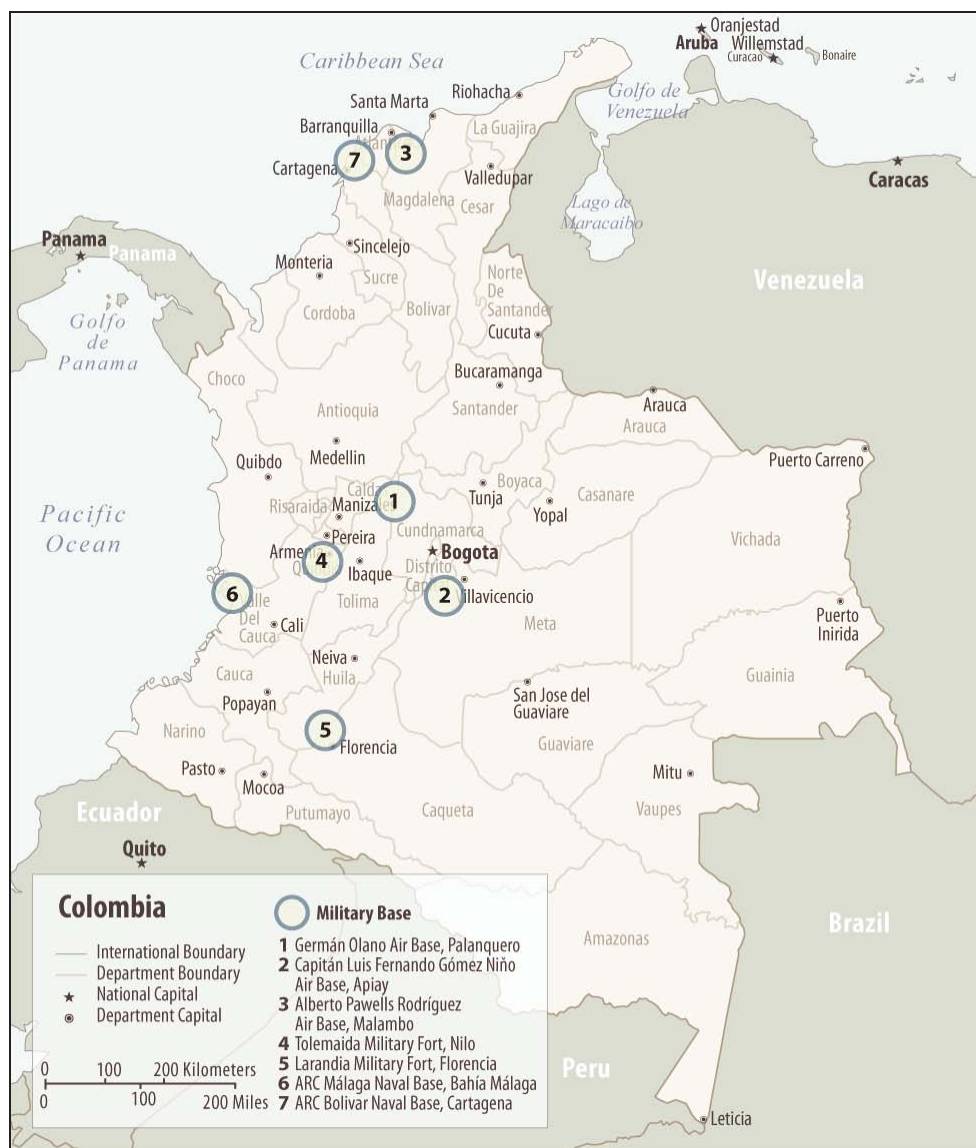 Oranjestad
Aruba
Willemstad
Curacao
Bonaire
Caribbean Sea
Riohacha
Golfo de
Venezuela
Santa Marta
Barranquilla
La Guajira
7
3
Cartagena
Valledupar
Caracas
Magdalena
Cesar
Lago de
Maracaibo
Panama
Panama
Sincelejo
Monteria
Sucre
Norte
De
Santander
Venezuela
Cordoba
Bolivar
Golfo
de
Panama
Cucuta
Choco
Bucaramanga
Antioquia
Santander
Arauca
Arauca
Medellin
Quibdo
Puerto Carreno
Boyaca
Tunja
Casanare
Yopal
1
Risaraida
Pacific
Ocean
Cundnamarca
Pereira
Bogota
Vichada
4
Ibaque
Distrito
6
2
Tolima
Del
Cauca
Cali
Meta
Puerto
Inirida
Neiva
Huila
Cauca
Popayan
San Jose del
Guaviare
Guainia
Narino
5
Florencia
Guaviare
Pasto
Mocoa
Mitu
Ecuador
Putumayo
Caqueta
Vaupes
Quito
Brazil
Amazonas
Peru
Leticia
Colombia
International Boundary
Department Boundary
National Capital
Department Capital
0 100 200 Kilometers
0 100 200 Miles
Military Base
1 Germán Olano Air Base, Palanquero
2 Capitán Luis Fernando Gómez Niño
Air Base, Apiay
3 Alberto Pawells Rodríguez
Air Base, Malambo
4 Tolemaida Military Fort, Nilo
5 Larandia Military Fort, Florencia
6 ARC Málaga Naval Base, Bahía Málaga
7 ARC Bolivar Naval Base, Cartagena